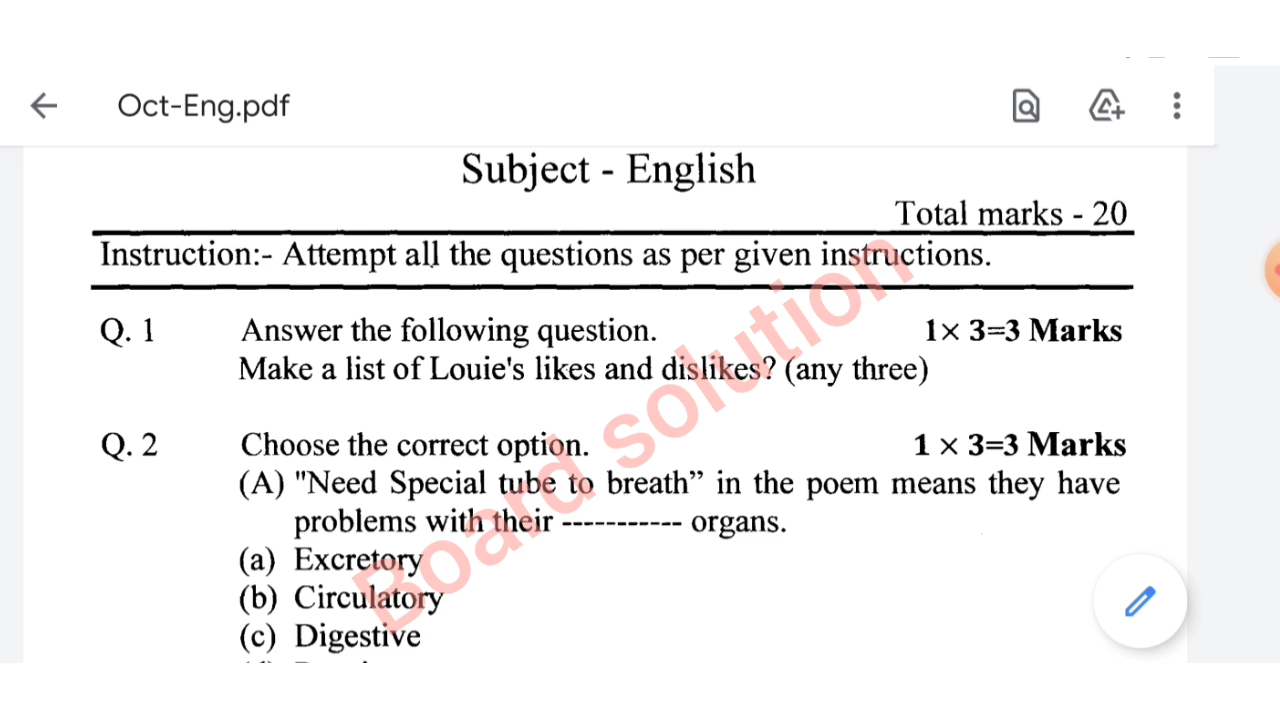 Oct-Eng.pdf
Subject - English
Total marks - 20
Instruction:- Attempt all the questions as per given instructions.
Q. 1 Answer the following question. 1× 3=3 Marks
Make a list of Louie's likes and dislikes? (any three)
Q. 2 Choose the correct option. 1 × 3=3 Marks
(A) "Need Special tube to breath” in the poem means they have
problems with their ----------- organs.
(a) Excretory
(b) Circulatory
(c) Digestive
Board solution